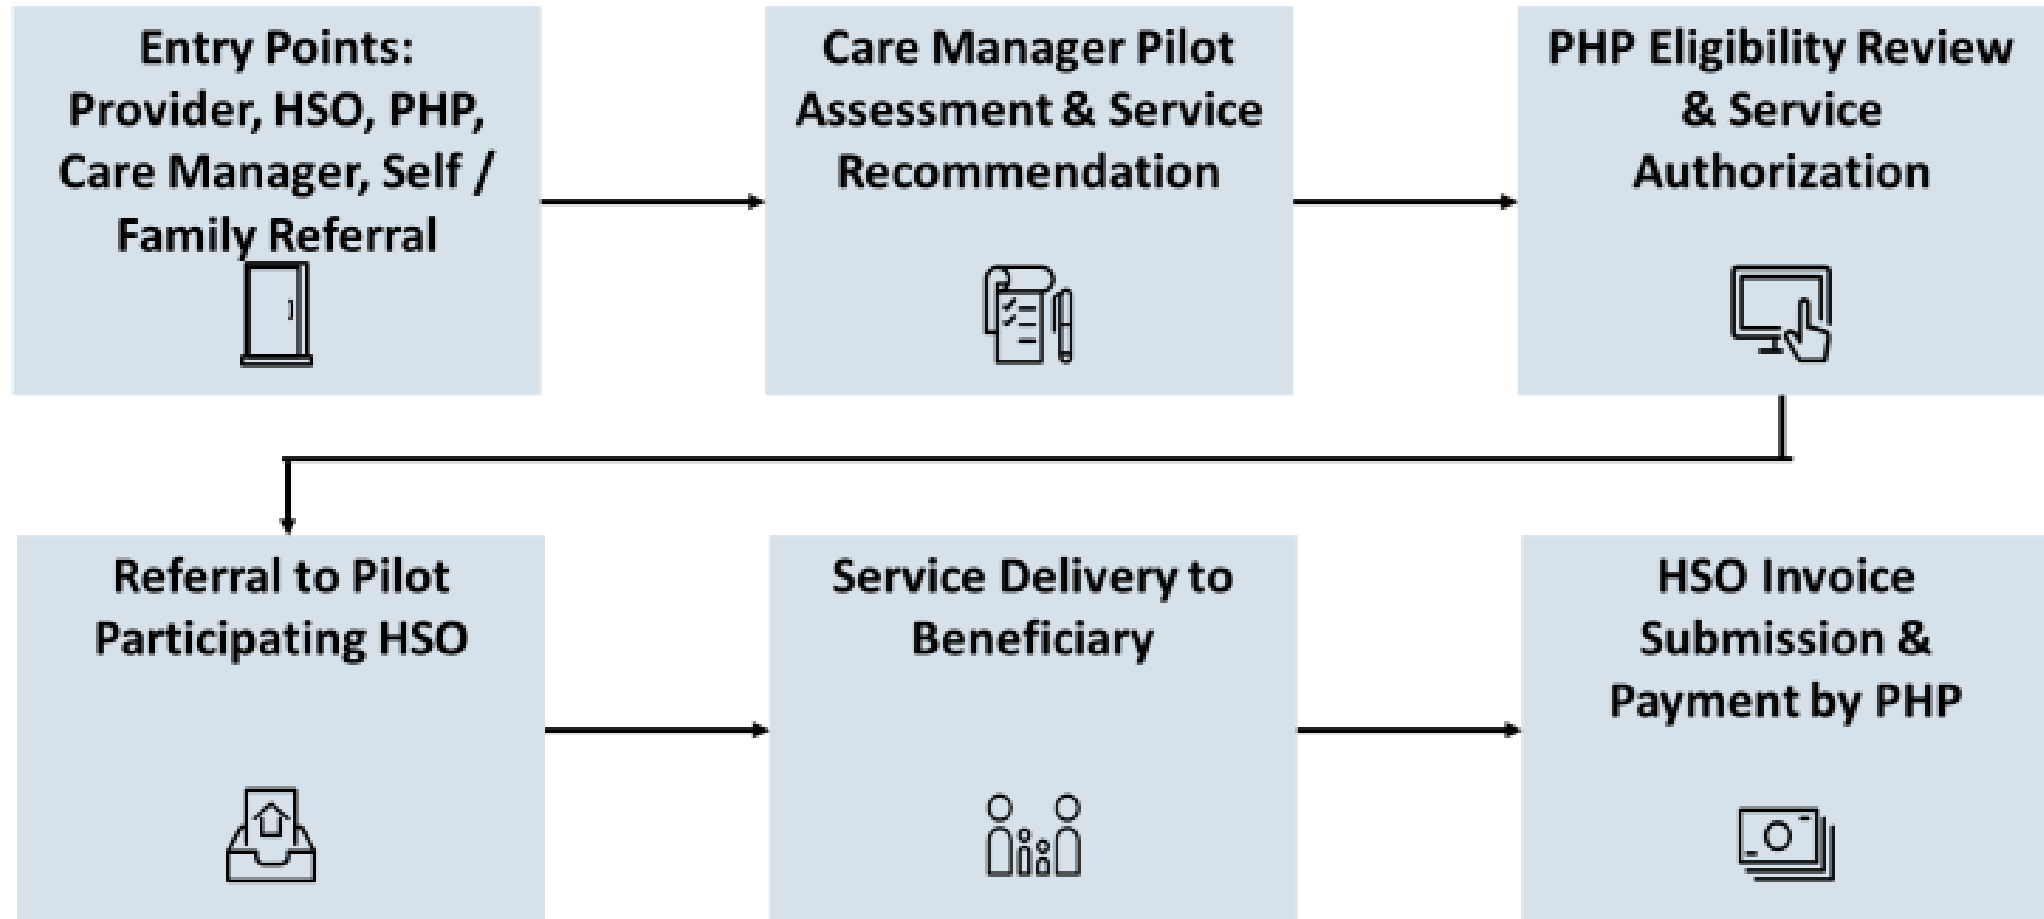 Entry Points:
Provider, HSO, PHP,
Care Manager, Self /
Family Referral
Care Manager Pilot
Assessment & Service
Recommendation
PHP Eligibility Review
& Service
Authorization
Referral to Pilot
Participating HSO
Service Delivery to
Beneficiary
HSO Invoice
Submission &
Payment by PHP